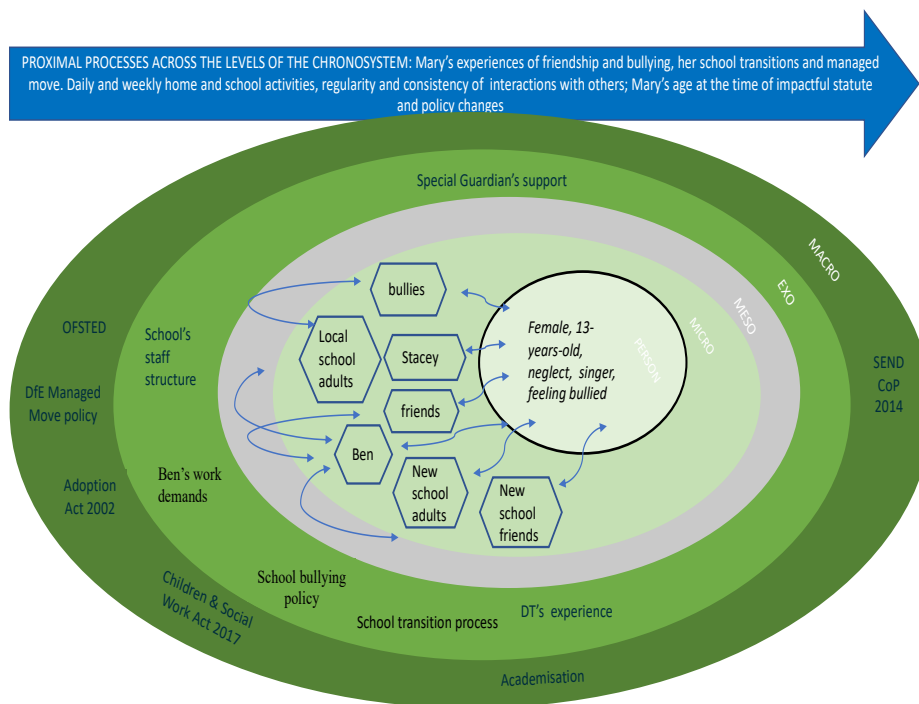 PROXIMAL PROCESSES ACROSS THE LEVELS OF THE CHRONOSYSTEM: Mary's experiences of friendship and bullying, her school transitions and managed
move. Daily and weekly home and school activities, regularity and consistency of interactions with others; Mary's age at the time of impactful statute
and policy changes
Special Guardian's support
MACRO
EXO
MESO
MICRO
PERSON
bullies
OFSTED
School's
staff
structure
Local
school
adults
Stacey
Female, 13-
years-old,
neglect, singer,
feeling bullied
SEND
CoP
2014
DfE Managed
Move policy
friends
Ben
Adoption
Act 2002
Ben's work
demands
New
school
adults
New
school
friends
School bullying
policy
Children & Social
Work Act 2017
School transition process
DT's experience
Academisation